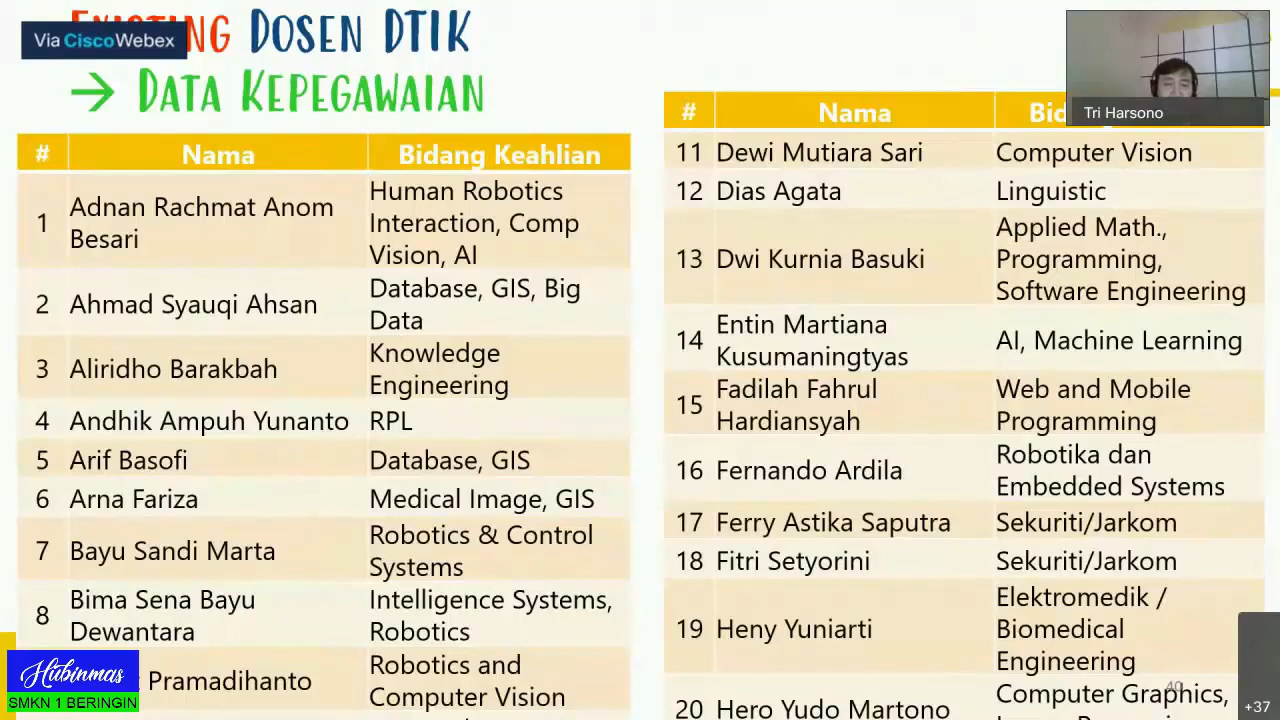 Via CiscoWebex
DOSEN DTIK
→ DATA KEPEGAWAIAN
Tri Harsono
# Nama Bidang Keahlian
1 Adnan Rachmat Anom Besari
Human Robotics
Interaction, Comp
Vision, AI
2 Ahmad Syauqi Ahsan
Database, GIS, Big
Data
3 Aliridho Barakbah
Knowledge
Engineering
4 Andhik Ampuh Yunanto RPL
5 Arif Basofi Database, GIS
6 Arna Fariza Medical Image, GIS
7 Bayu Sandi Marta
Robotics & Control
Systems
8 Bima Sena Bayu
Dewantara
Intelligence Systems,
Robotics
Pramadihanto
Robotics and
Computer Vision
# Nama
11 Dewi Mutiara Sari Computer Vision
12 Dias Agata Linguistic
13 Dwi Kurnia Basuki
Applied Math.,
Programming,
Software Engineering
14 Entin Martiana
Kusumaningtyas
AI, Machine Learning
15 Fadilah Fahrul
Hardiansyah
Web and Mobile
Programming
16 Fernando Ardila
Robotika dan
Embedded Systems
17 Ferry Astika Saputra Sekuriti/Jarkom
18 Fitri Setyorini Sekuriti/Jarkom
19 Heny Yuniarti
Elektromedik /
Biomedical
Engineering
20 Hero Yudo Martono
Computer Graphics,
40
+37
Hubinmas
SMKN 1 BERINGIN